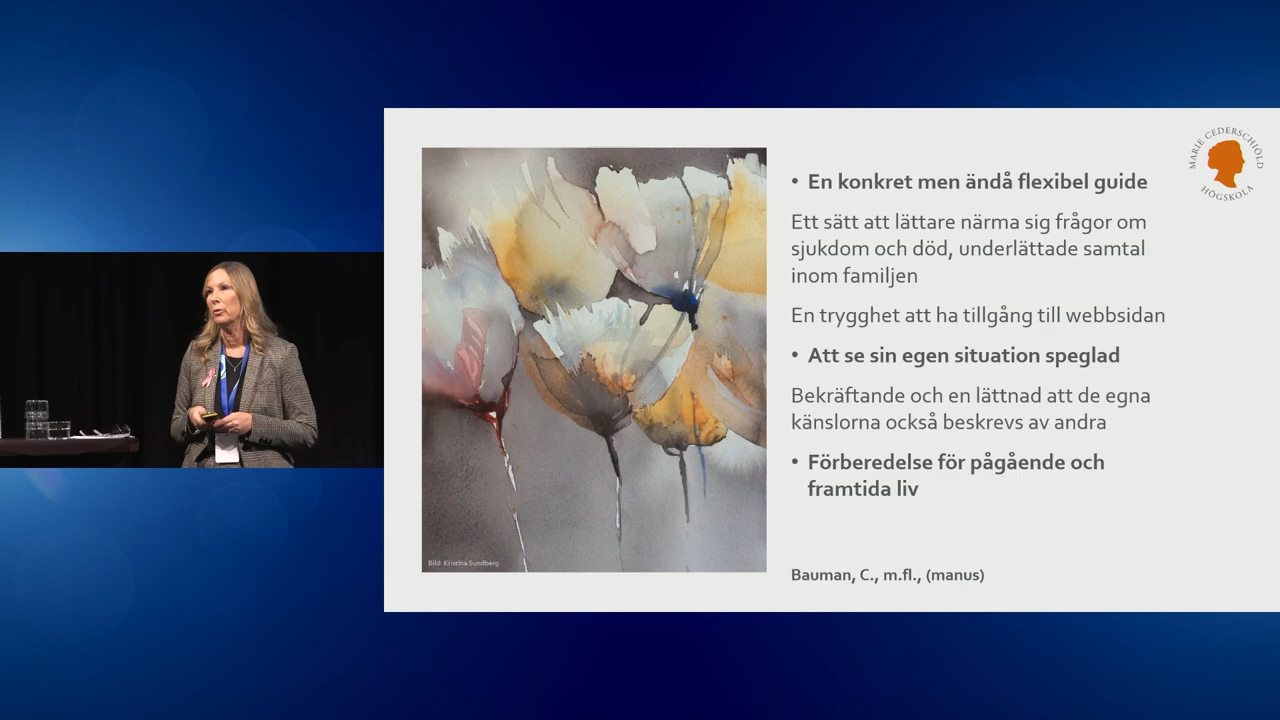 MARIE CEDERSCHIÖLD
HÖGSKOLA
• En konkret men ändå flexibel guide
Ett sätt att lättare närma sig frågor om
sjukdom och död, underlättade samtal
inom familjen
En trygghet att ha tillgång till webbsidan
• Att se sin egen situation speglad
Bekräftande och en lättnad att de egna
känslorna också beskrevs av andra
• Förberedelse för pågående och
framtida liv
Bild: Kristina Sundberg
Bauman, C., m.fl., (manus)